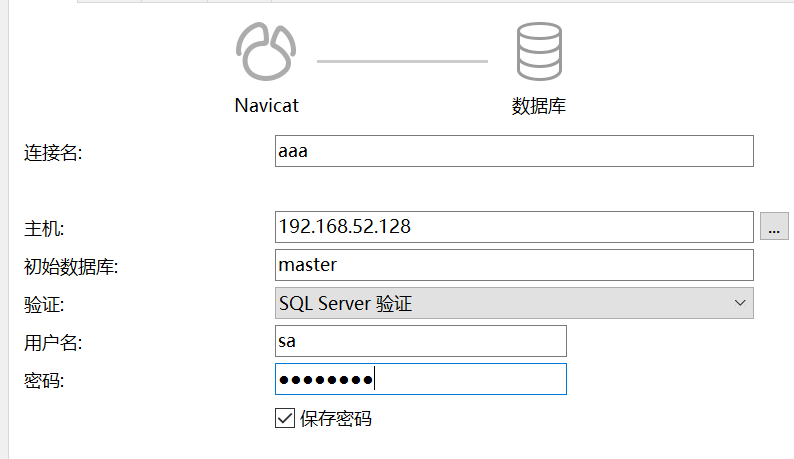 Navicat
数据库
连接名:
aaa
主机:
192.168.52.128
...
初始数据库:
master
验证:
SQL Server 验证
用户名:
sa
密码:
●●●●●●●●
保存密码